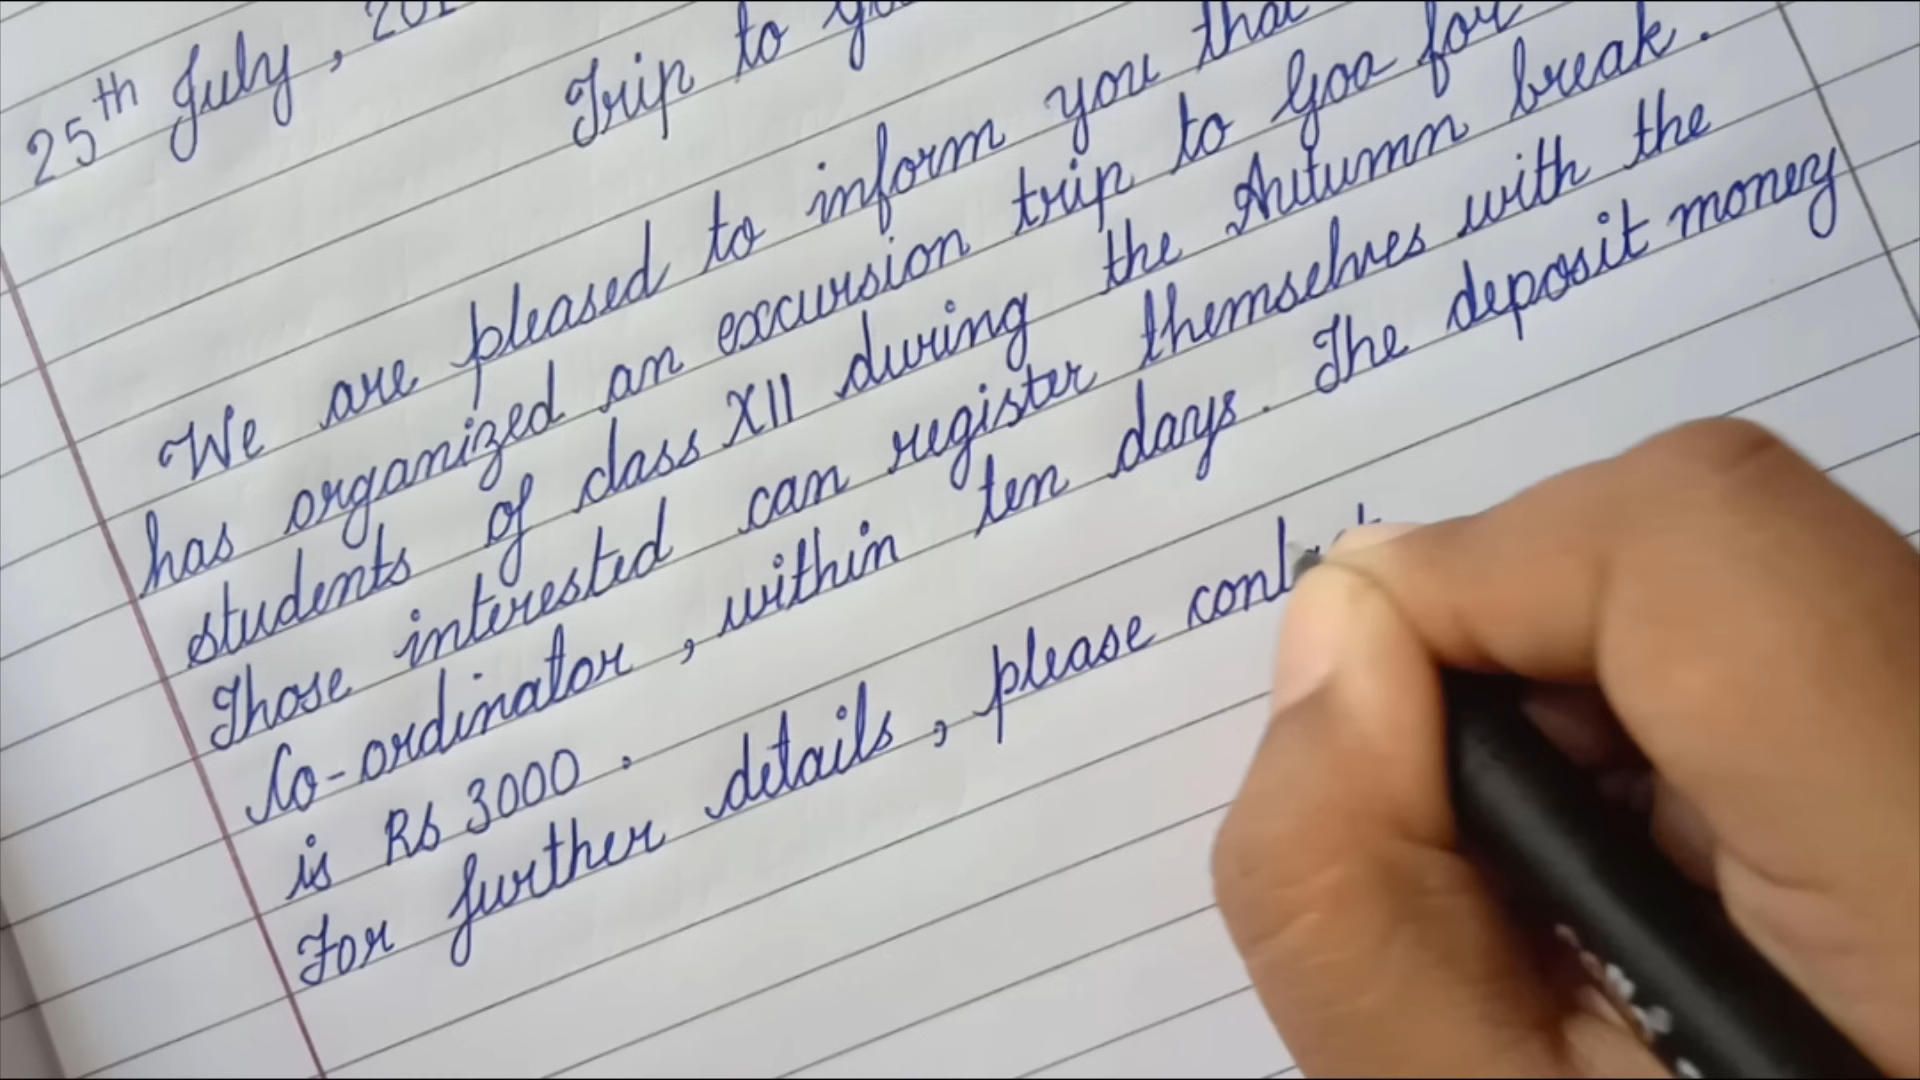 25th July, 20
Trip to
We are pleased to inform you that
has organized an excursion trip to Goa for
students of class XII during the Autumn break.
Those interested can register themselves with the
Co-ordinator, within ten days. The deposit money
is Rs 3000.
For further details, please contact